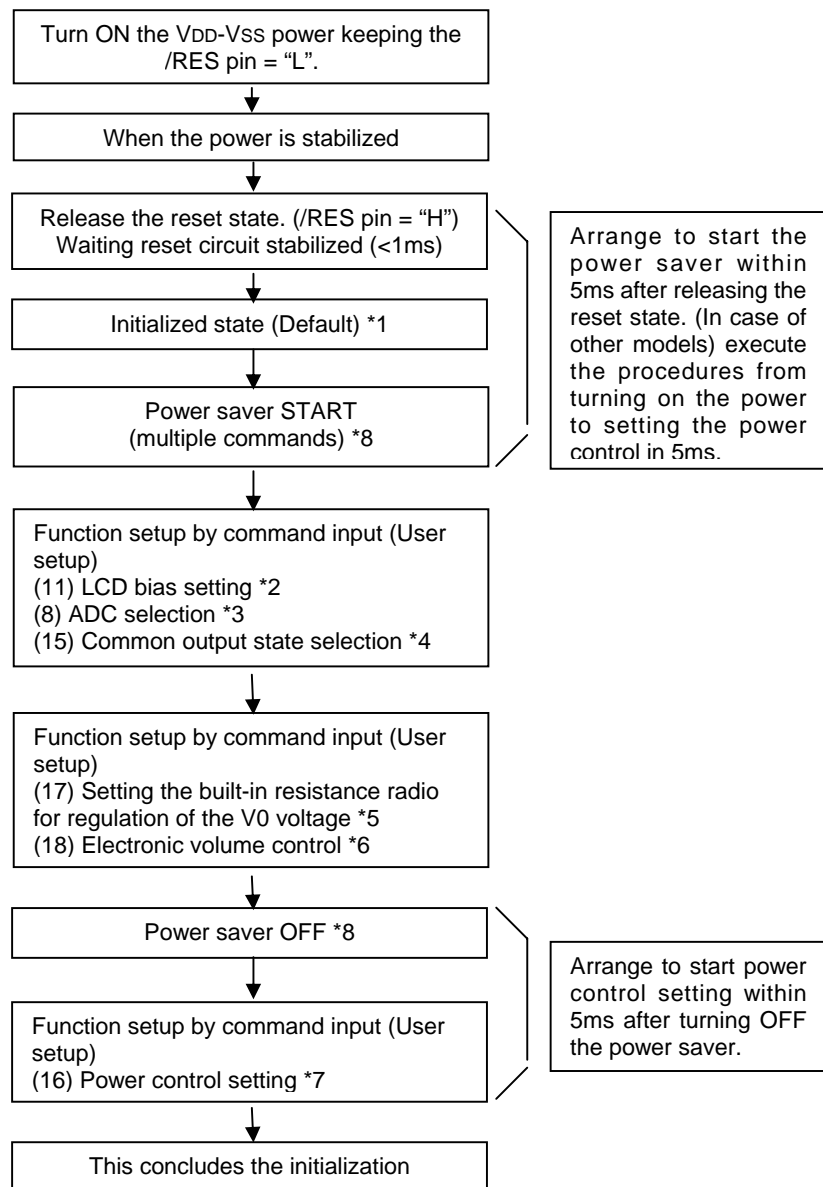 Turn ON the VDD-VSS power keeping the
/RES pin = “L”.
When the power is stabilized
Release the reset state. (/RES pin = “H”)
Waiting reset circuit stabilized (<1ms)
Initialized state (Default) *1
Power saver START
(multiple commands) *8
Arrange to start the
power saver within
5ms after releasing the
reset state. (In case of
other models) execute
the procedures from
turning on the power
to setting the power
control in 5ms.
Function setup by command input (User
setup)
(11) LCD bias setting *2
(8) ADC selection *3
(15) Common output state selection *4
Function setup by command input (User
setup)
(17) Setting the built-in resistance radio
for regulation of the V0 voltage *5
(18) Electronic volume control *6
Power saver OFF *8
Function setup by command input (User
setup)
(16) Power control setting *7
Arrange to start power
control setting within
5ms after turning OFF
the power saver.
This concludes the initialization